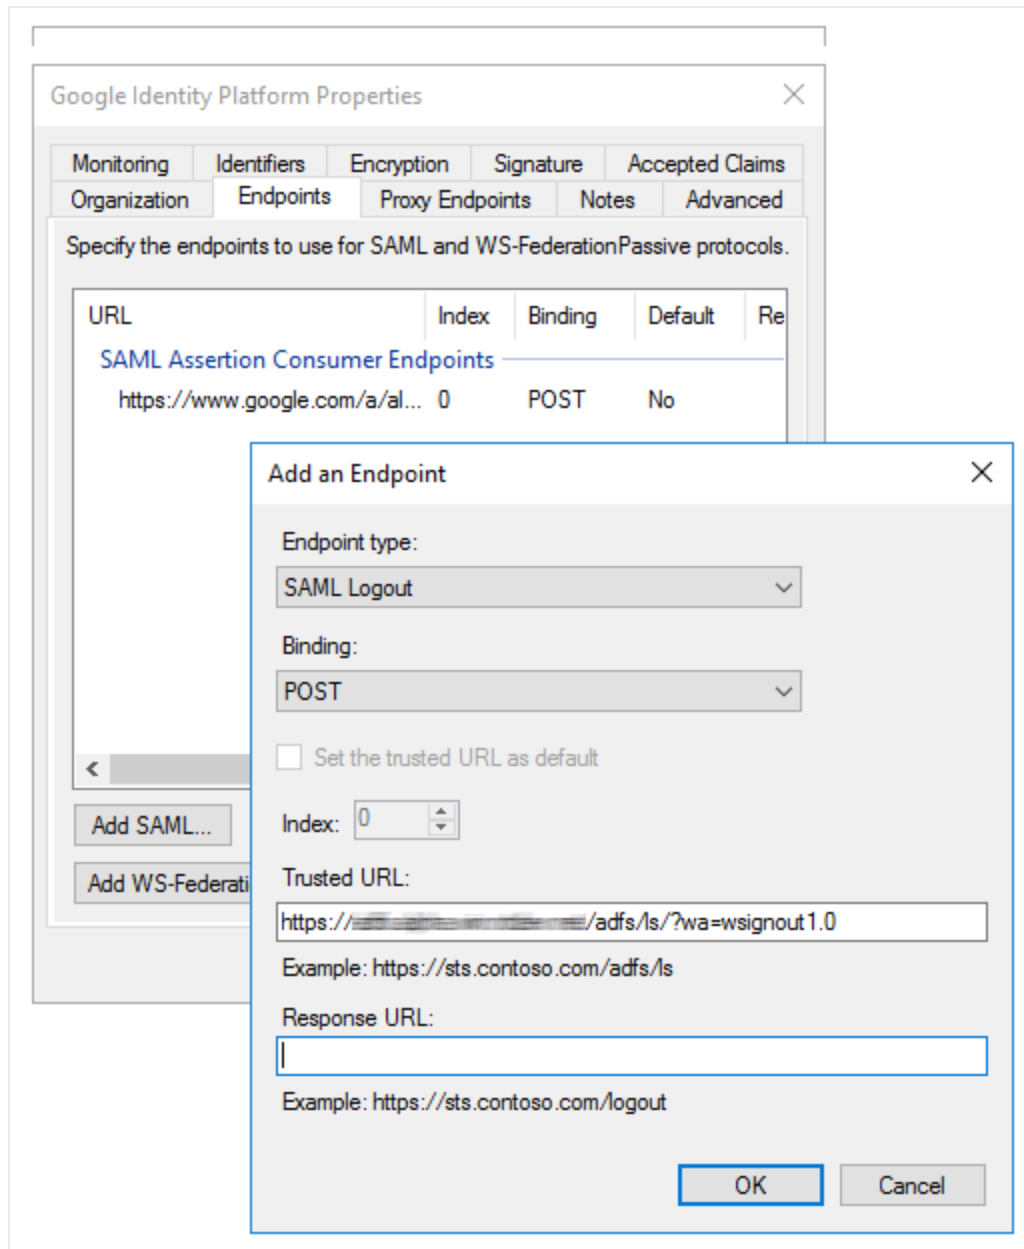 Google Identity Platform Properties
Monitoring Identifiers Encryption Signature Accepted Claims
Organization Endpoints Proxy Endpoints Notes Advanced
Specify the endpoints to use for SAML and WS-FederationPassive protocols.
URL Index Binding Default Re
SAML Assertion Consumer Endpoints
https://www.google.com/a/al... 0 POST No
Add an Endpoint
Endpoint type:
SAML Logout
Binding:
POST
Set the trusted URL as default
Add SAML...
Index: 0
Add WS-Federati
Trusted URL:
https:// /adfs/ls/?wa=wsignout1.0
Example: https://sts.contoso.com/adfs/ls
Response URL:
Example: https://sts.contoso.com/logout
OK Cancel